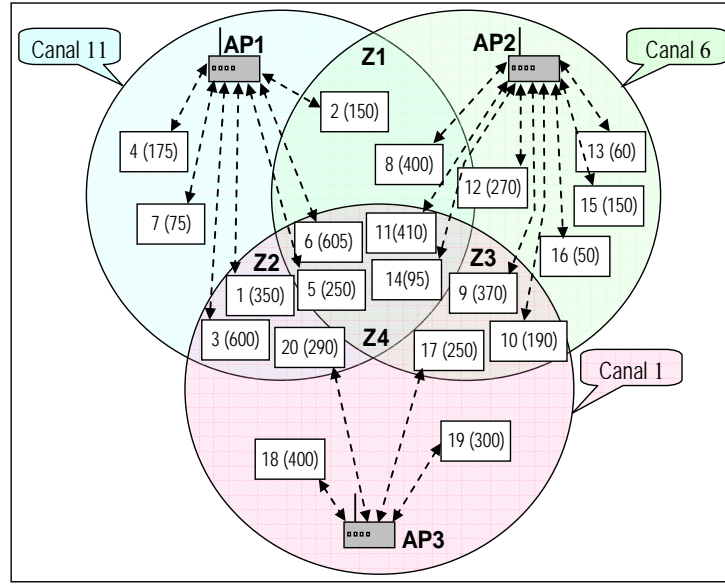 Canal 11
AP1
Z1
AP2
Canal 6
2 (150)
4 (175)
8 (400)
13 (60)
12 (270)
7 (75)
15 (150)
6 (605)
11(410)
16 (50)
Z2
Z3
14(95)
1 (350)
5 (250)
9 (370)
3 (600)
20 (290)
Z4
17 (250)
10 (190)
Canal 1
18 (400)
19 (300)
AP3